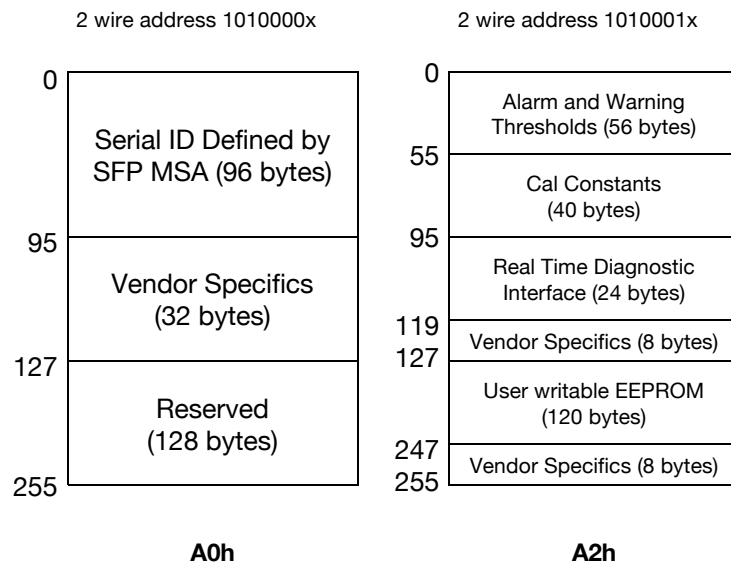 2 wire address 1010000x
0
Serial ID Defined by
SFP MSA (96 bytes)
95
Vendor Specifics
(32 bytes)
127
Reserved
(128 bytes)
255
A0h
2 wire address 1010001x
0
Alarm and Warning
Thresholds (56 bytes)
55
Cal Constants
(40 bytes)
95
Real Time Diagnostic
Interface (24 bytes)
119
Vendor Specifics (8 bytes)
127
User writable EEPROM
(120 bytes)
247
Vendor Specifics (8 bytes)
255
A2h